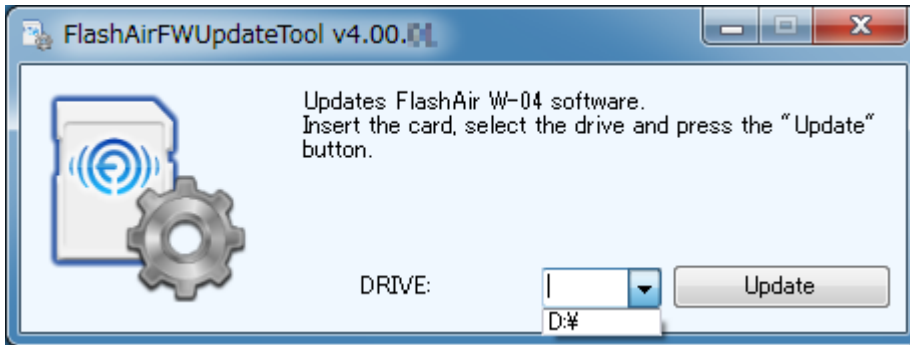 FlashAirFWUpdateTool v4.00.
Updates FlashAir W-04 software.
Insert the card, select the drive and press the "Update"
button.
DRIVE:
Update
D:¥